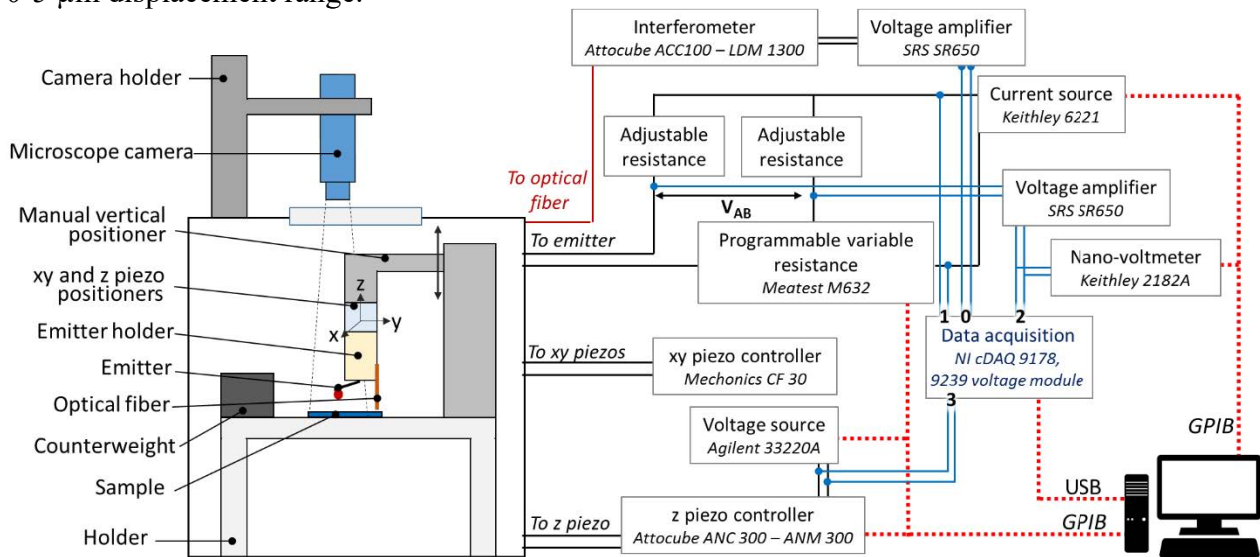 0-5-μm displacement range.
Interferometer
Attocube ACC100 – LDM 1300
Voltage amplifier
SRS SR650
Camera holder
Current source
Keithley 6221
Adjustable
resistance
Adjustable
resistance
Microscope camera
To optical
fiber
Voltage amplifier
SRS SR650
Manual vertical
positioner
VAB
To emitter
Programmable variable
resistance
Meatest M632
Nano-voltmeter
Keithley 2182A
xy and z piezo
positioners
z
y
x
1 0 2
Emitter holder
Data acquisition
NI cDAQ 9178,
9239 voltage module
3
To xy piezos
xy piezo controller
Mechonics CF 30
Emitter
Optical fiber
Voltage source
Agilent 33220A
GPIB
Counterweight
Sample
USB
To z piezo
z piezo controller
Attocube ANC 300 – ANM 300
GPIB
Holder